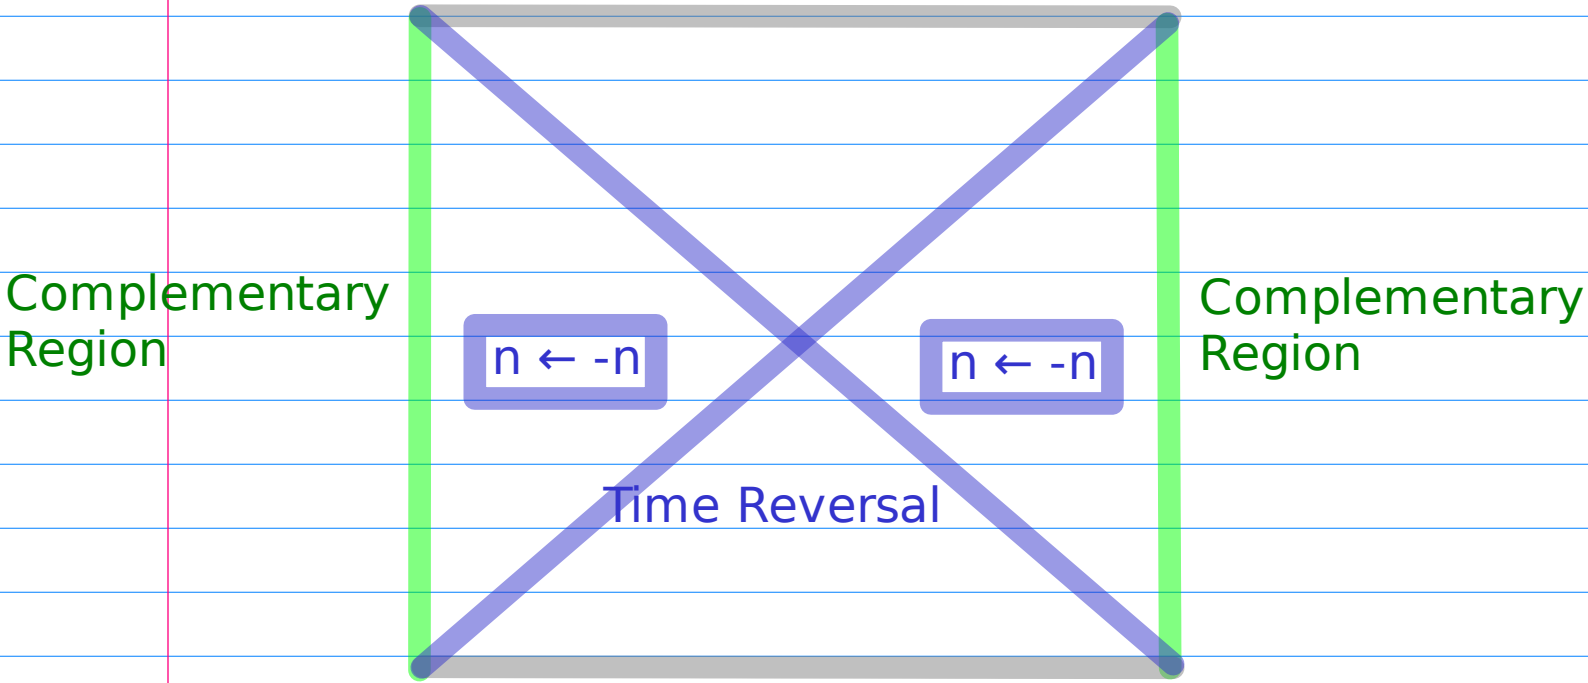 Complementary
Region
n ← -n
n ← -n
Complementary
Region
Time Reversal